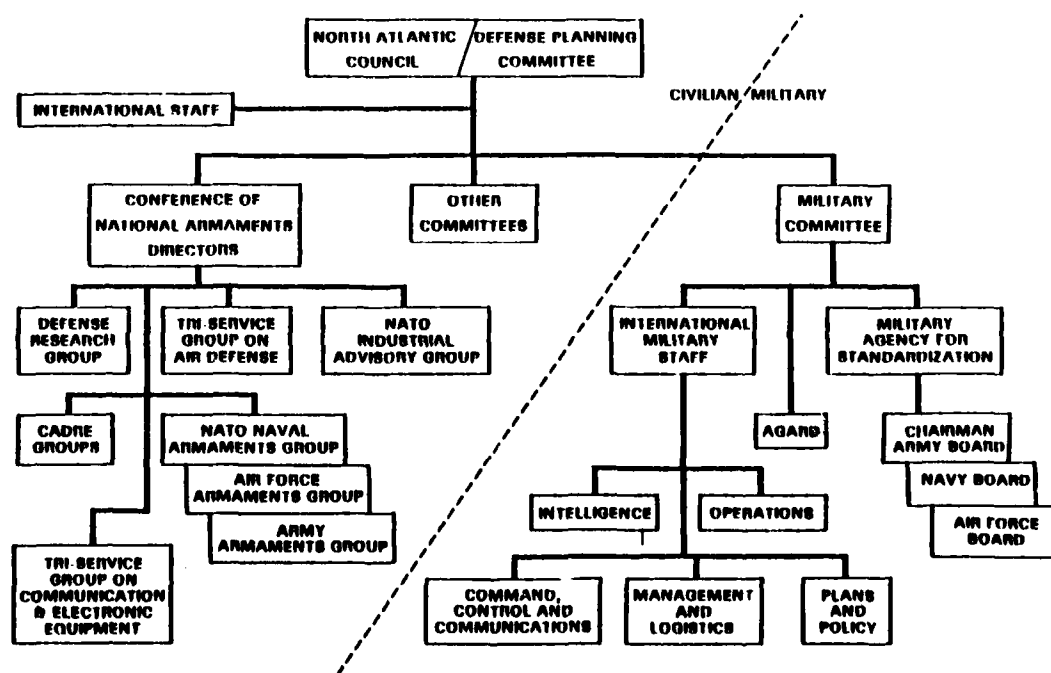 NORTH ATLANTIC
COUNCIL
DEFENSE PLANNING
COMMITTEE
INTERNATIONAL STAFF
CIVILIAN MILITARY
CONFERENCE OF
NATIONAL ARMAMENTS
DIRECTORS
OTHER
COMMITTEES
MILITARY
COMMITTEE
DEFENSE
RESEARCH
GROUP
TRI-SERVICE
GROUP ON
AIR DEFENSE
NATO
INDUSTRIAL
ADVISORY GROUP
INTERNATIONAL
MILITARY
STAFF
MILITARY
AGENCY FOR
STANDARDIZATION
CADRE
GROUPS
NATO NAVAL
ARMAMENTS GROUP
AIR FORCE
ARMAMENTS GROUP
ARMY
ARMAMENTS GROUP
AGARD
CHAIRMAN
ARMY BOARD
NAVY BOARD
AIR FORCE
BOARD
INTELLIGENCE
OPERATIONS
TRI-SERVICE
GROUP ON
COMMUNICATION
& ELECTRONIC
EQUIPMENT
COMMAND,
CONTROL AND
COMMUNICATIONS
MANAGEMENT
AND
LOGISTICS
PLANS
AND
POLICY